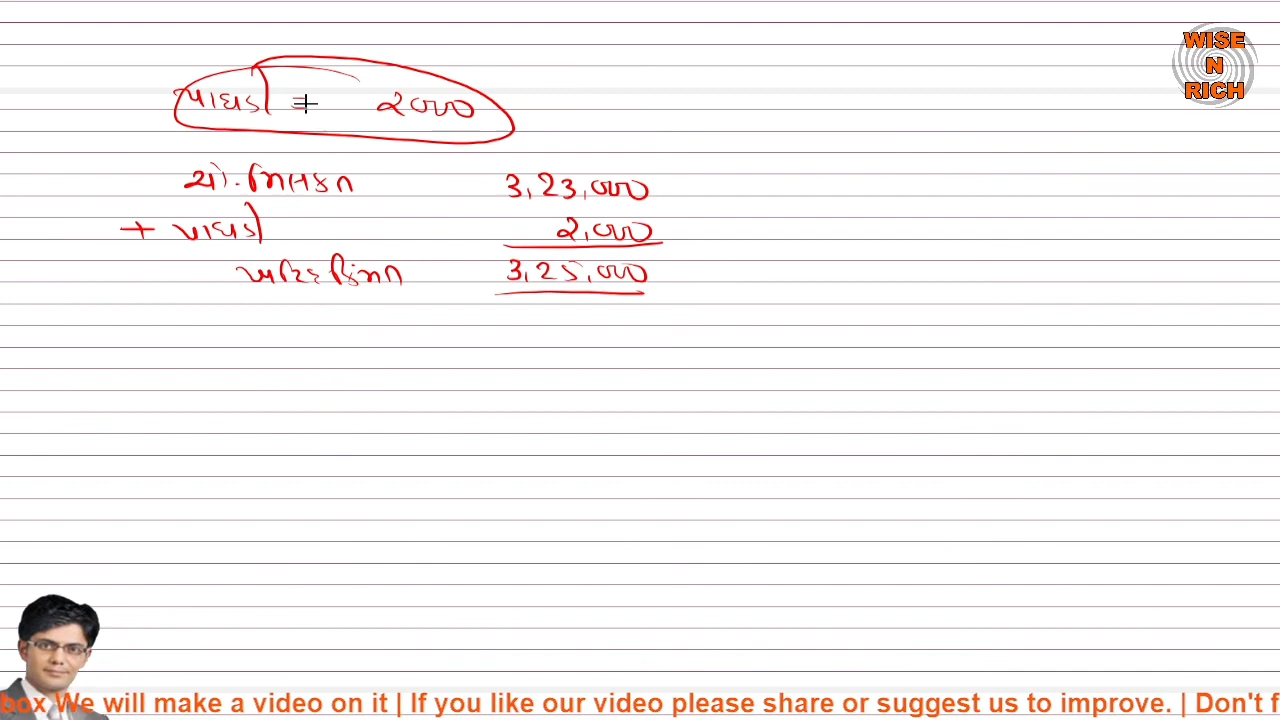 પાઘડી = 2000
ચો. મિલકત 3,23,000
+ પાઘડી 2,000
ખરીદ કિંમત 3,25,000
WISE
N
RICH
box We will make a video on it | If you like our video please share or suggest us to improve. | Don't f